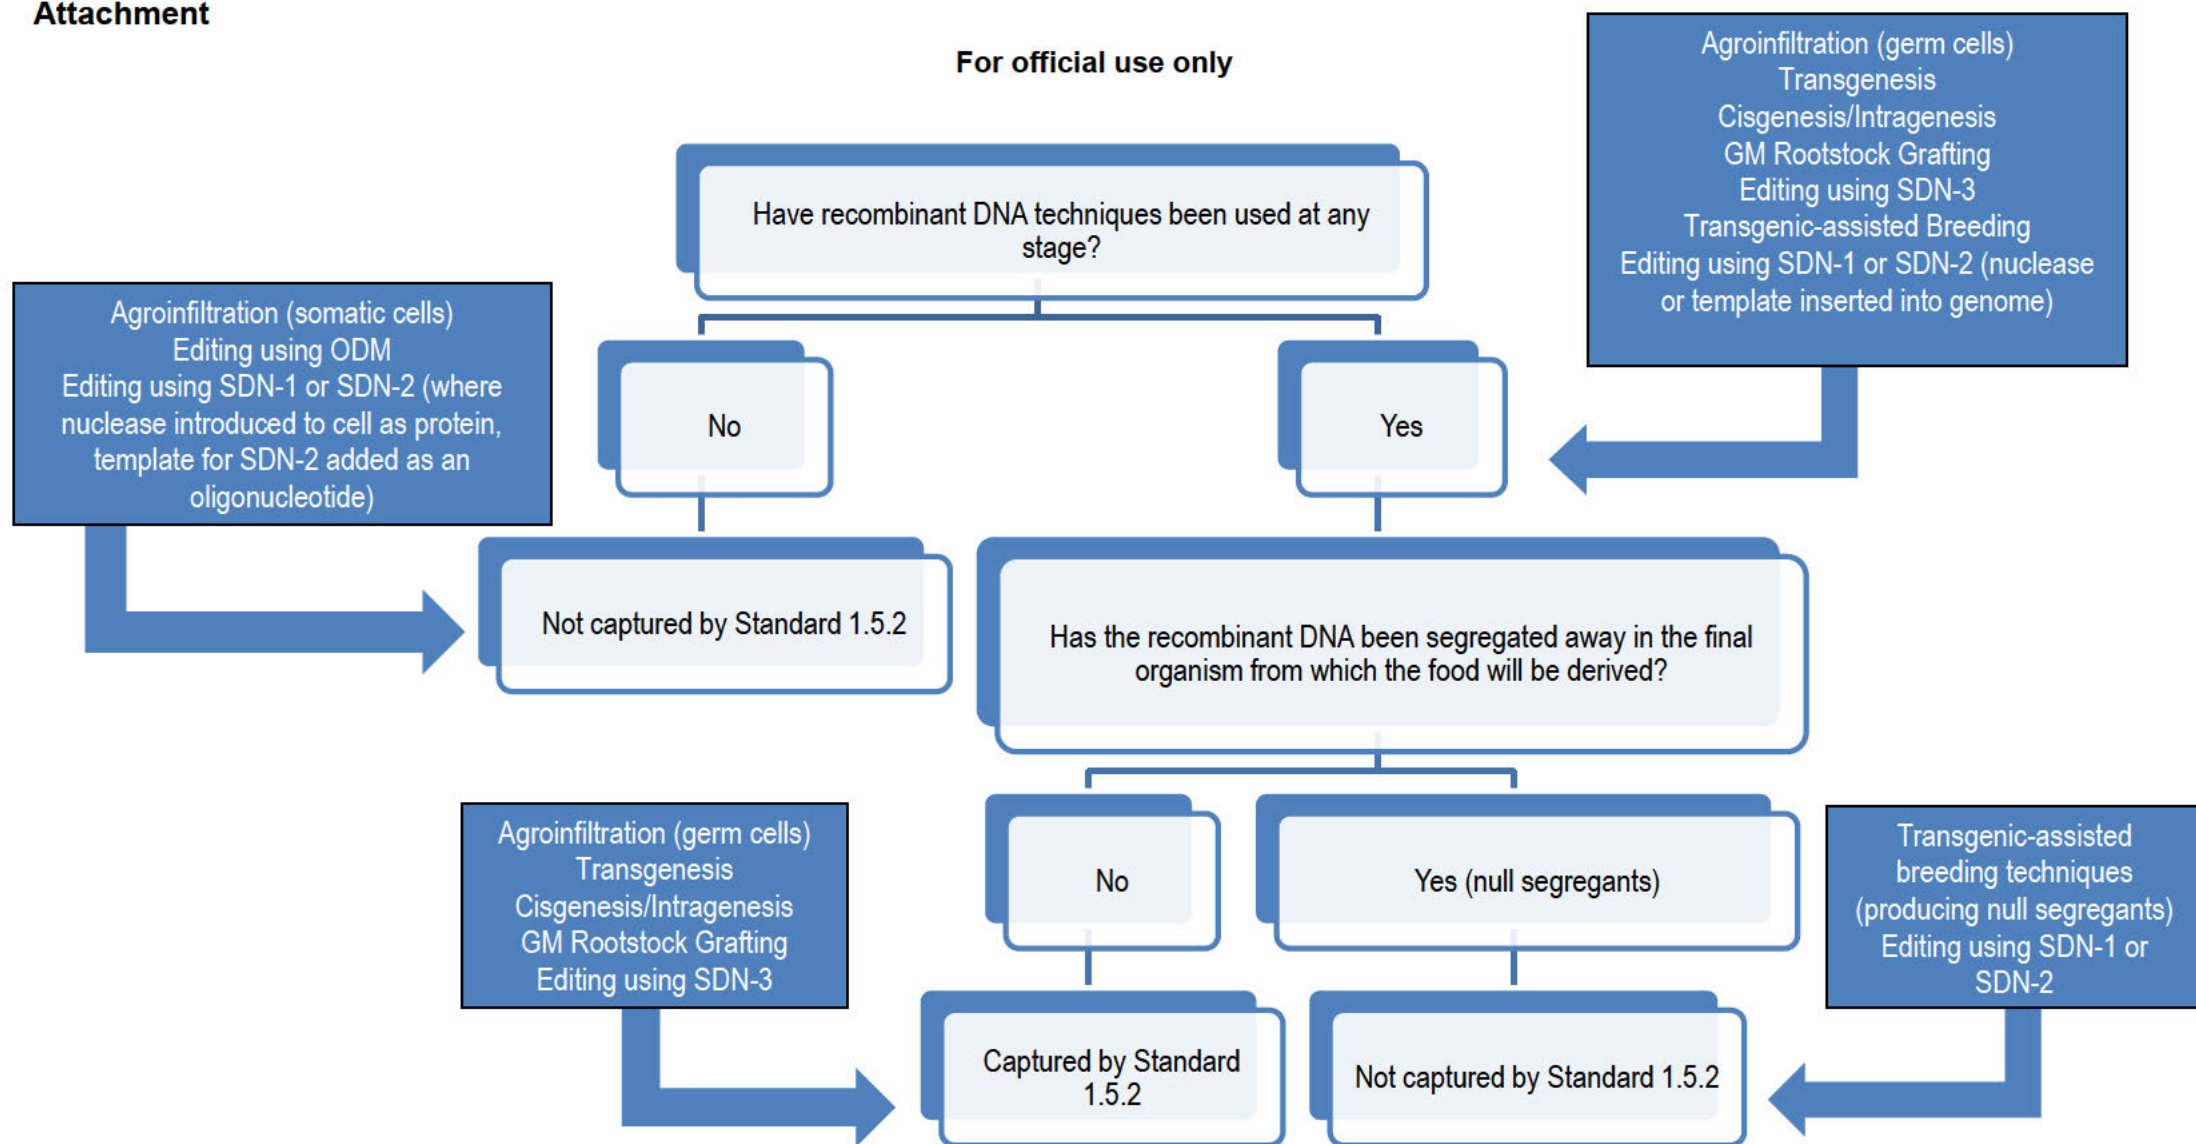 Attachment
For official use only
Agroinfiltration (germ cells)
Transgenesis
Cisgenesis/Intragenesis
GM Rootstock Grafting
Editing using SDN-3
Transgenic-assisted Breeding
Editing using SDN-1 or SDN-2 (nuclease
or template inserted into genome)
Have recombinant DNA techniques been used at any
stage?
Agroinfiltration (somatic cells)
Editing using ODM
Editing using SDN-1 or SDN-2 (where
nuclease introduced to cell as protein,
template for SDN-2 added as an
oligonucleotide)
No
Yes
Not captured by Standard 1.5.2
Has the recombinant DNA been segregated away in the final
organism from which the food will be derived?
Agroinfiltration (germ cells)
Transgenesis
Cisgenesis/Intragenesis
GM Rootstock Grafting
Editing using SDN-3
No
Yes (null segregants)
Transgenic-assisted
breeding techniques
(producing null segregants)
Editing using SDN-1 or
SDN-2
Captured by Standard
1.5.2
Not captured by Standard 1.5.2